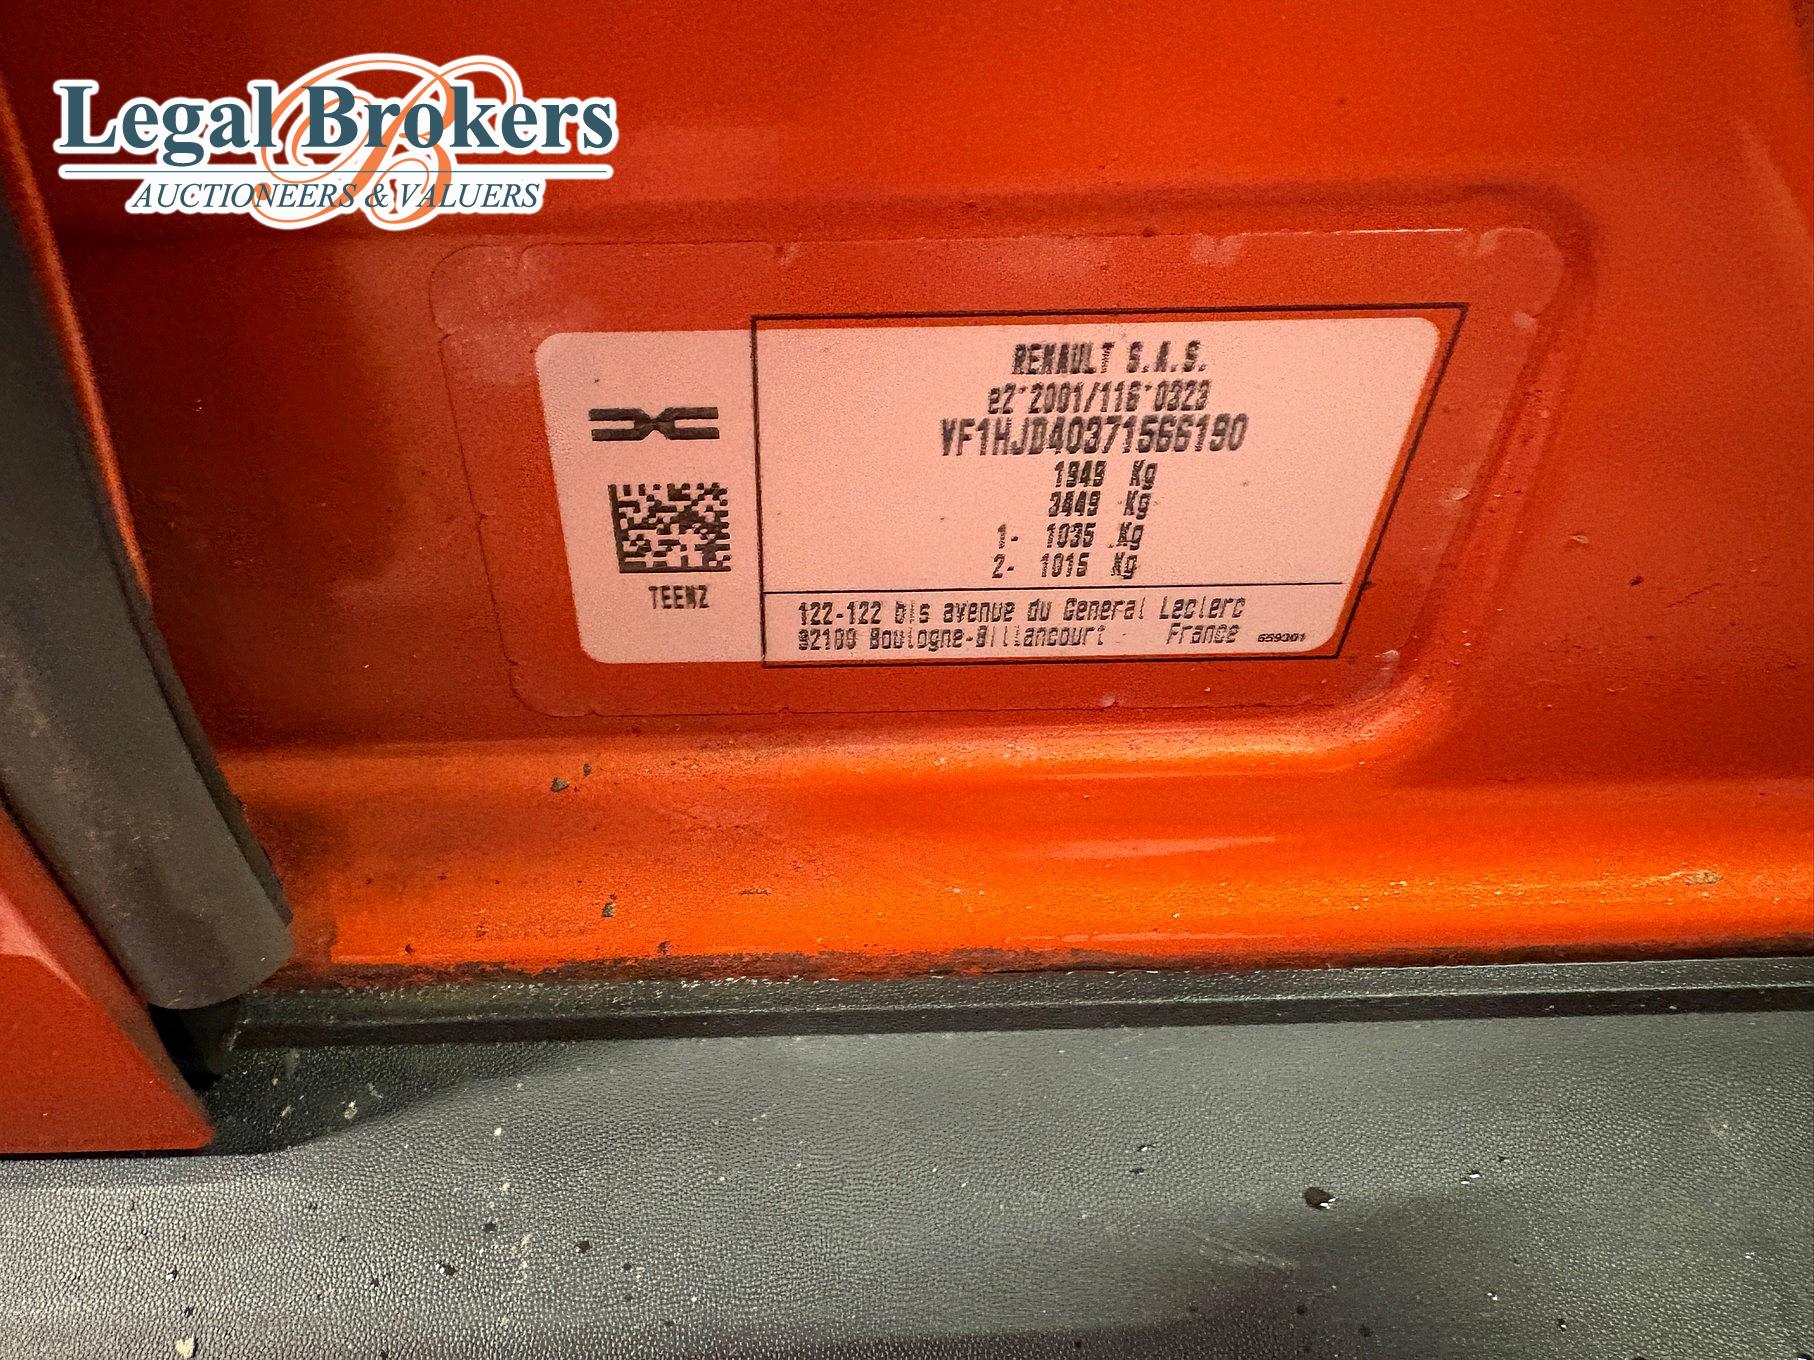 Legal Brokers
AUCTIONEERS & VALUERS
RENAULT S.A.S.
e2*2001/116*0323
VF1HJD40371566190
1949 Kg
3449 Kg
1- 1035 Kg
2- 1015 Kg
TEENZ
122-122 bis avenue du General Leclerc
92100 Boulogne-Billancourt - France